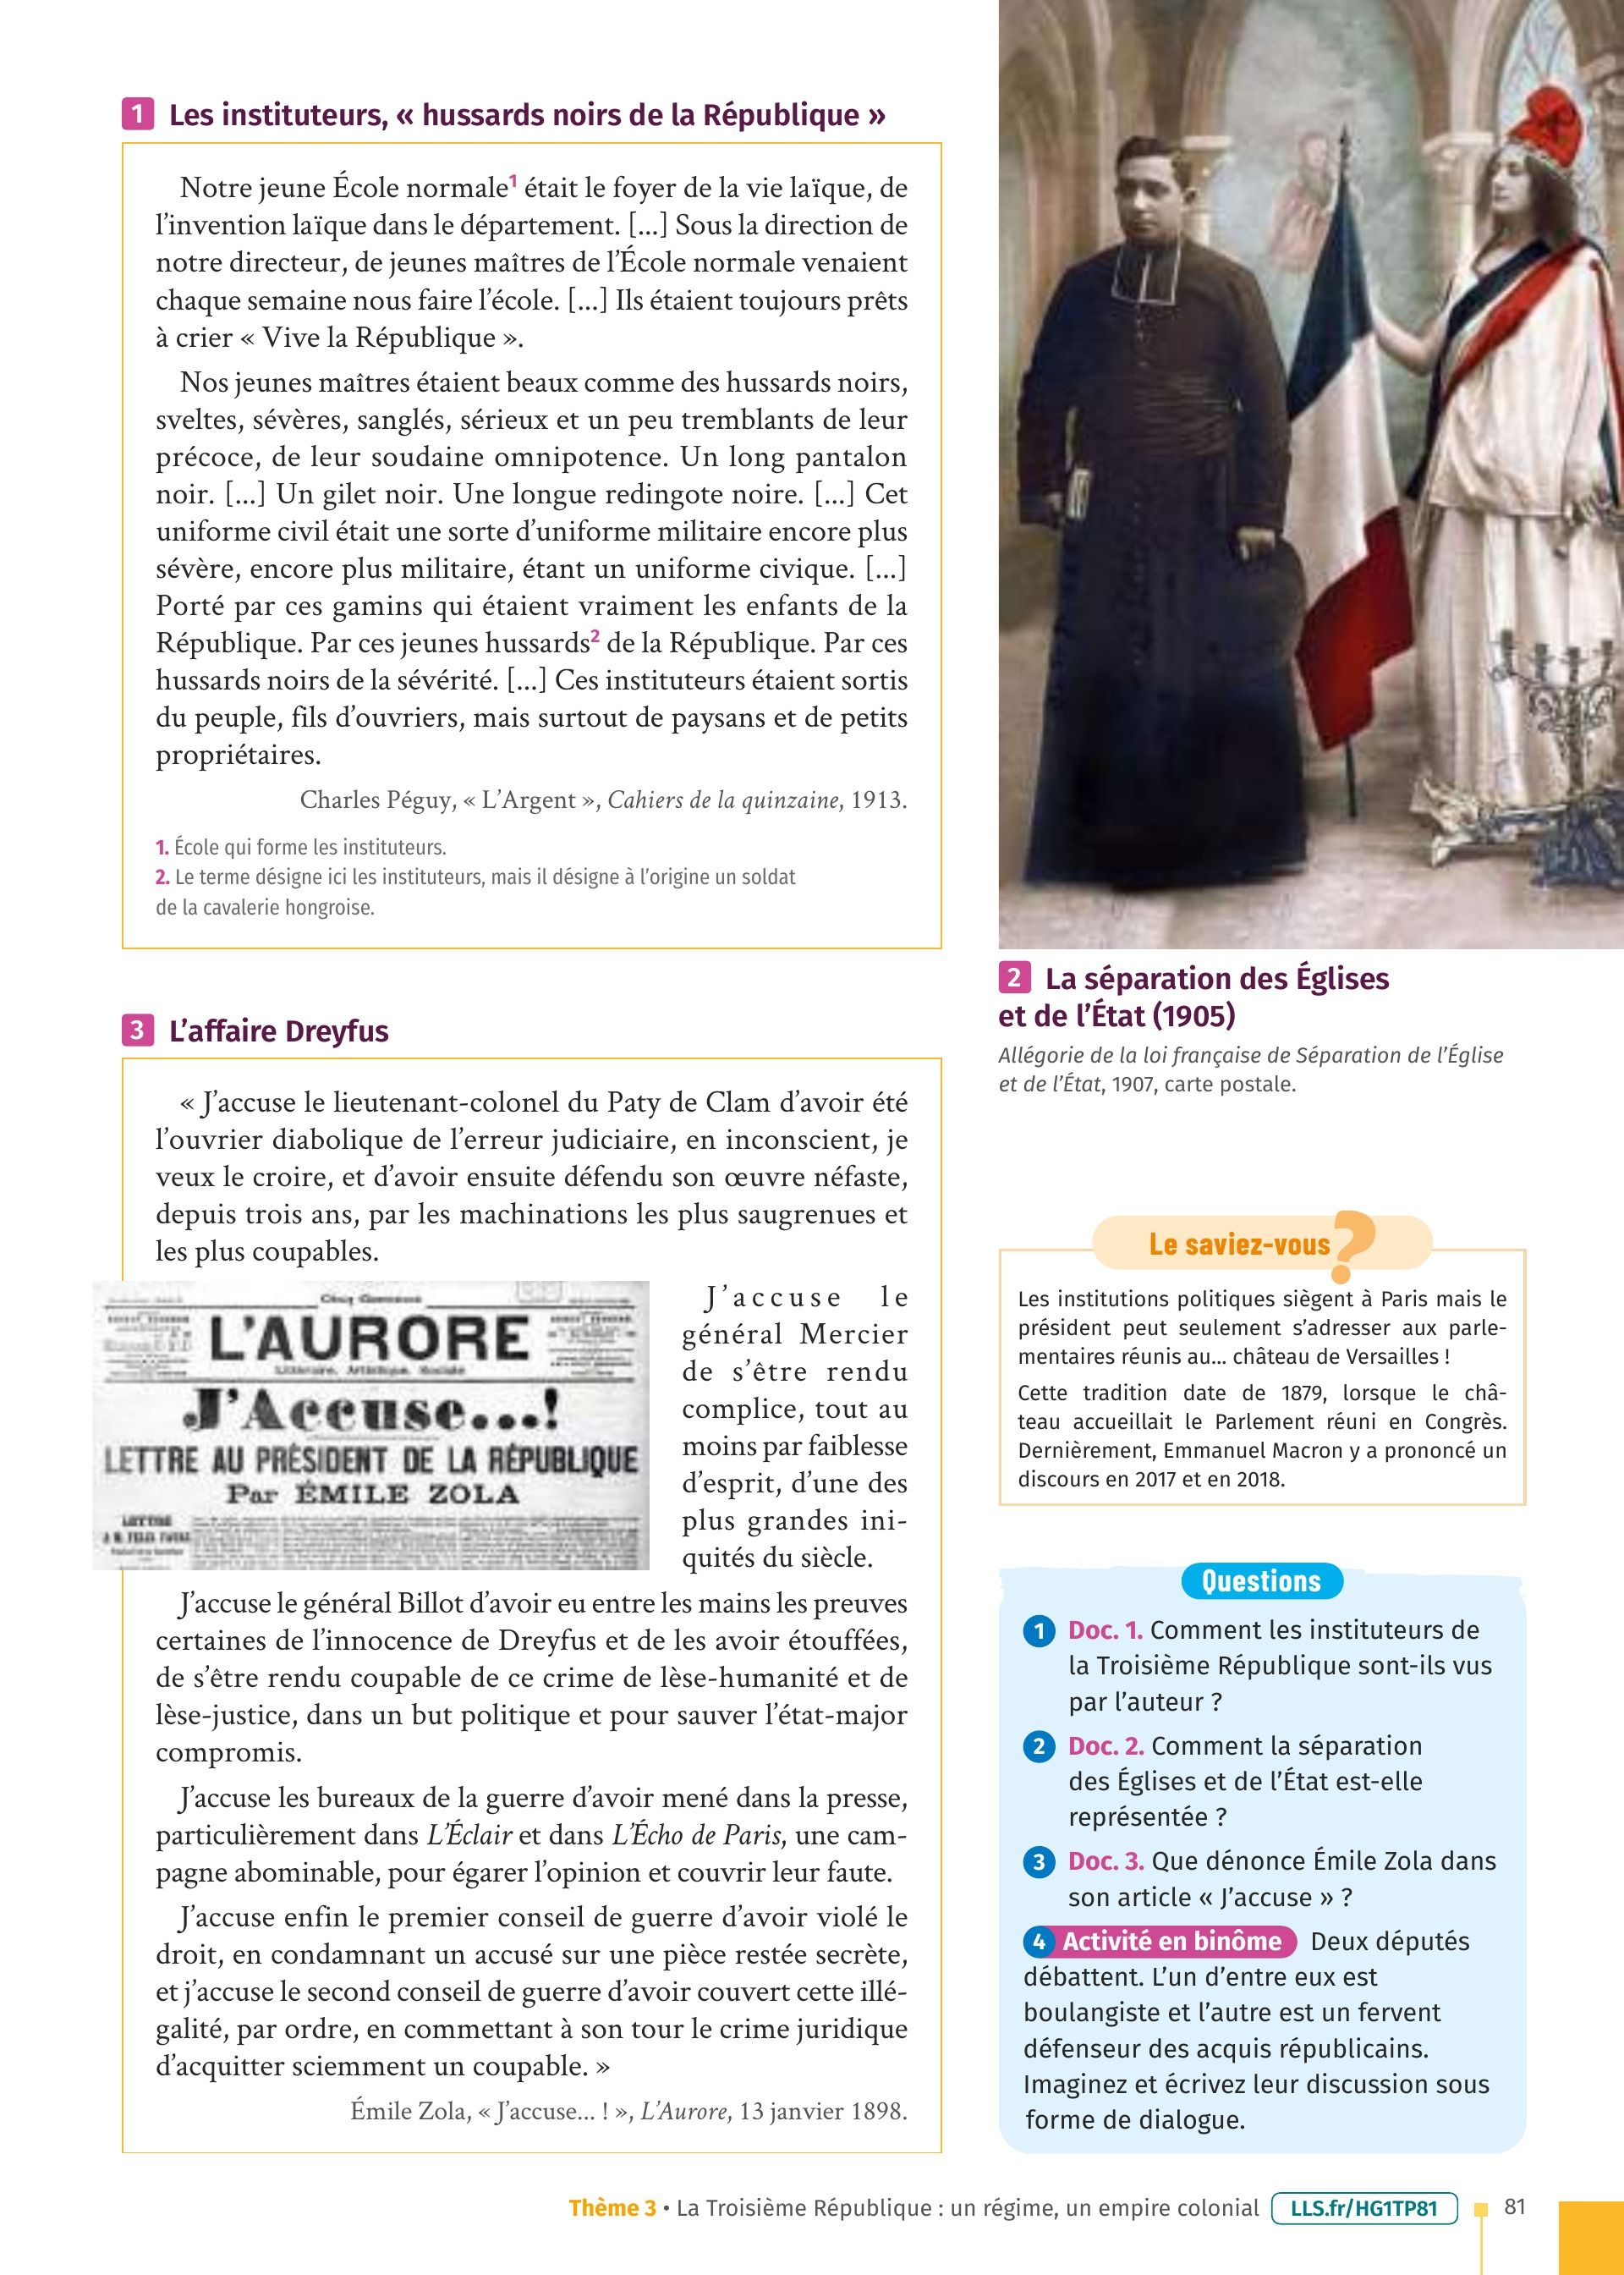 1 Les instituteurs, « hussards noirs de la République »
Notre jeune École normale1 était le foyer de la vie laïque, de
l’invention laïque dans le département. [...] Sous la direction de
notre directeur, de jeunes maîtres de l’École normale venaient
chaque semaine nous faire l’école. [...] Ils étaient toujours prêts
à crier « Vive la République ».
Nos jeunes maîtres étaient beaux comme des hussards noirs,
sveltes, sévères, sanglés, sérieux et un peu tremblants de leur
précoce, de leur soudaine omnipotence. Un long pantalon
noir. [...] Un gilet noir. Une longue redingote noire. [...] Cet
uniforme civil était une sorte d’uniforme militaire encore plus
sévère, encore plus militaire, étant un uniforme civique. [...]
Porté par ces gamins qui étaient vraiment les enfants de la
République. Par ces jeunes hussards2 de la République. Par ces
hussards noirs de la sévérité. [...] Ces instituteurs étaient sortis
du peuple, fils d’ouvriers, mais surtout de paysans et de petits
propriétaires.
Charles Péguy, « L’Argent », Cahiers de la quinzaine, 1913.
1. École qui forme les instituteurs.
2. Le terme désigne ici les instituteurs, mais il désigne à l’origine un soldat
de la cavalerie hongroise.
2 La séparation des Églises
et de l’État (1905)
Allégorie de la loi française de Séparation de l’Église
et de l’État, 1907, carte postale.
3 L’affaire Dreyfus
« J’accuse le lieutenant-colonel du Paty de Clam d’avoir été
l’ouvrier diabolique de l’erreur judiciaire, en inconscient, je
veux le croire, et d’avoir ensuite défendu son œuvre néfaste,
depuis trois ans, par les machinations les plus saugrenues et
les plus coupables.
L’AURORE
Littéraire, Artistique, Sociale
J’Accuse...!
LETTRE AU PRÉSIDENT DE LA RÉPUBLIQUE
Par ÉMILE ZOLA
J’accuse le
général Mercier
de s’être rendu
complice, tout au
moins par faiblesse
d’esprit, d’une des
plus grandes ini-
quités du siècle.
J’accuse le général Billot d’avoir eu entre les mains les preuves
certaines de l’innocence de Dreyfus et de les avoir étouffées,
de s’être rendu coupable de ce crime de lèse-humanité et de
lèse-justice, dans un but politique et pour sauver l’état-major
compromis.
J’accuse les bureaux de la guerre d’avoir mené dans la presse,
particulièrement dans L’Éclair et dans L’Écho de Paris, une cam-
pagne abominable, pour égarer l’opinion et couvrir leur faute.
J’accuse enfin le premier conseil de guerre d’avoir violé le
droit, en condamnant un accusé sur une pièce restée secrète,
et j’accuse le second conseil de guerre d’avoir couvert cette illé-
galité, par ordre, en commettant à son tour le crime juridique
d’acquitter sciemment un coupable. »
Émile Zola, « J’accuse... ! », L’Aurore, 13 janvier 1898.
Le saviez-vous ?
Les institutions politiques siègent à Paris mais le
président peut seulement s’adresser aux parle-
mentaires réunis au... château de Versailles !
Cette tradition date de 1879, lorsque le châ-
teau accueillait le Parlement réuni en Congrès.
Dernièrement, Emmanuel Macron y a prononcé un
discours en 2017 et en 2018.
Questions
1 Doc. 1. Comment les instituteurs de
la Troisième République sont-ils vus
par l’auteur ?
2 Doc. 2. Comment la séparation
des Églises et de l’État est-elle
représentée ?
3 Doc. 3. Que dénonce Émile Zola dans
son article « J’accuse » ?
4 Activité en binôme Deux députés
débattent. L’un d’entre eux est
boulangiste et l’autre est un fervent
défenseur des acquis républicains.
Imaginez et écrivez leur discussion sous
forme de dialogue.
Thème 3 • La Troisième République : un régime, un empire colonial LLS.fr/HG1TP81 81